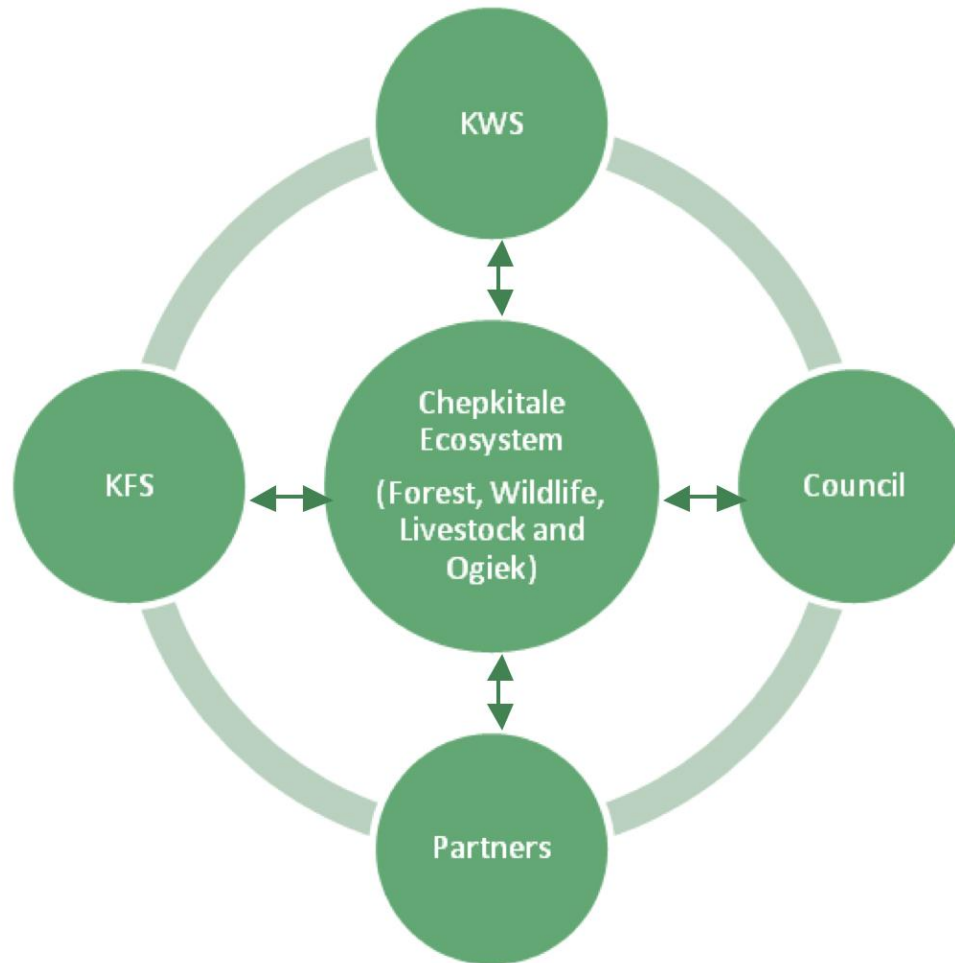 KWS
Chepkitale
Ecosystem
(Forest, Wildlife,
Livestock and
Ogiek)
KFS
Council
Partners